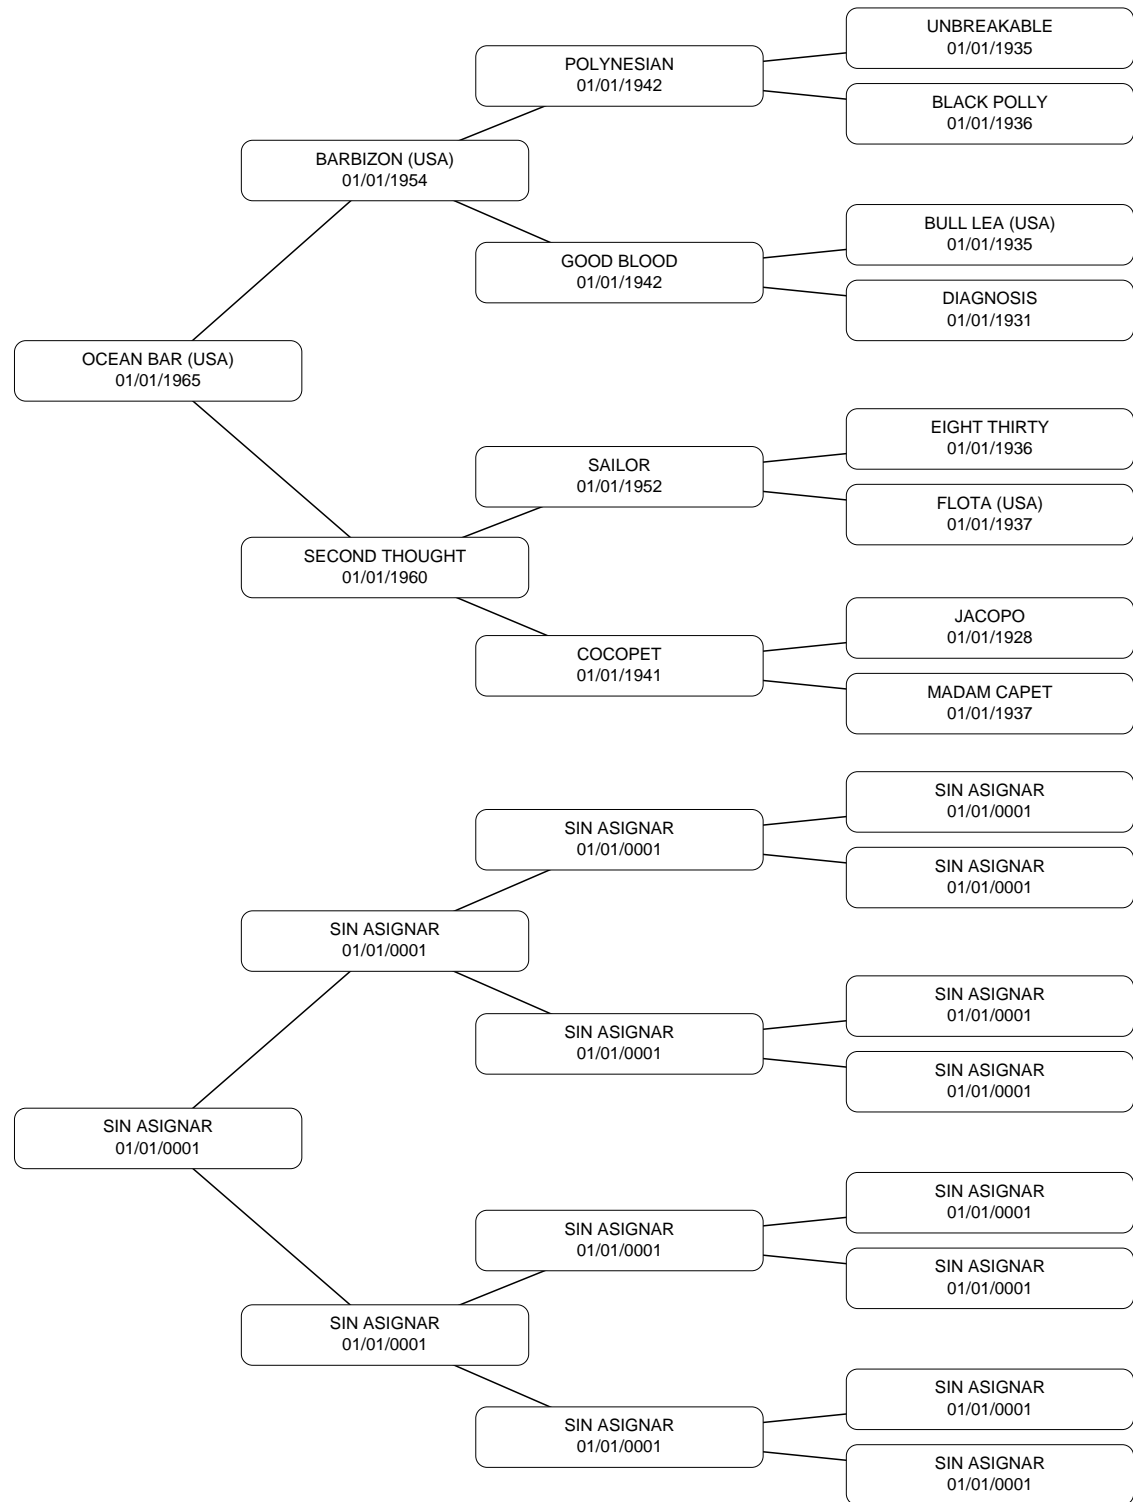 UNBREAKABLE
01/01/1935
POLYNESIAN
01/01/1942
BLACK POLLY
01/01/1936
BARBIZON (USA)
01/01/1954
BULL LEA (USA)
01/01/1935
GOOD BLOOD
01/01/1942
DIAGNOSIS
01/01/1931
OCEAN BAR (USA)
01/01/1965
EIGHT THIRTY
01/01/1936
SAILOR
01/01/1952
FLOTA (USA)
01/01/1937
SECOND THOUGHT
01/01/1960
JACOPO
01/01/1928
COCOPET
01/01/1941
MADAM CAPET
01/01/1937
SIN ASIGNAR
01/01/0001
SIN ASIGNAR
01/01/0001
SIN ASIGNAR
01/01/0001
SIN ASIGNAR
01/01/0001
SIN ASIGNAR
01/01/0001
SIN ASIGNAR
01/01/0001
SIN ASIGNAR
01/01/0001
SIN ASIGNAR
01/01/0001
SIN ASIGNAR
01/01/0001
SIN ASIGNAR
01/01/0001
SIN ASIGNAR
01/01/0001
SIN ASIGNAR
01/01/0001
SIN ASIGNAR
01/01/0001
SIN ASIGNAR
01/01/0001
SIN ASIGNAR
01/01/0001